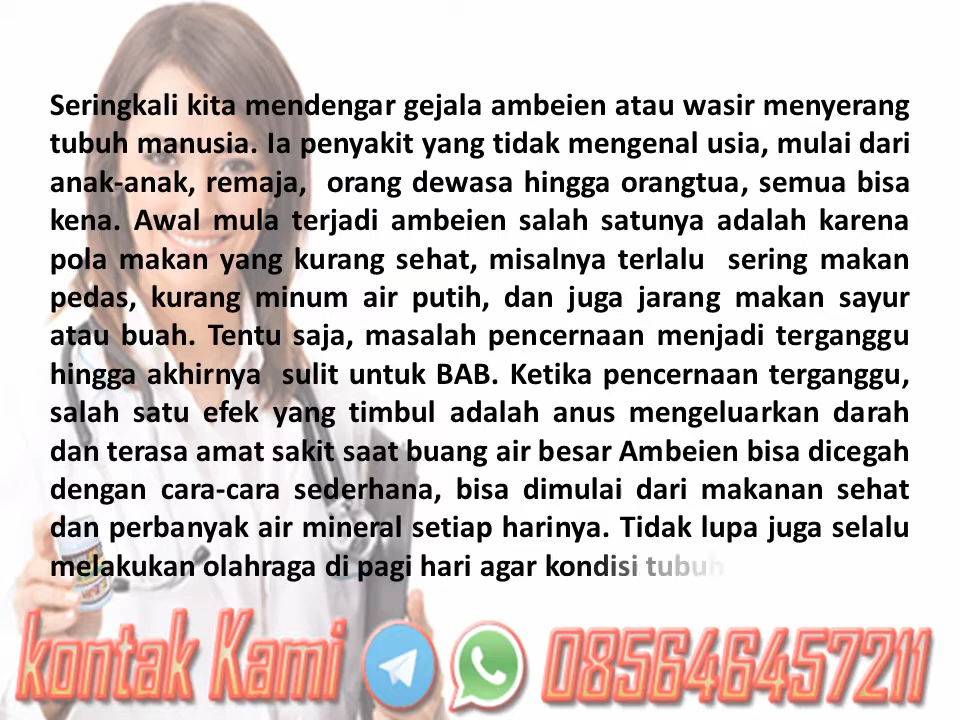 Seringkali kita mendengar gejala ambeien atau wasir menyerang
tubuh manusia. Ia penyakit yang tidak mengenal usia, mulai dari
anak-anak, remaja,  orang dewasa hingga orangtua, semua bisa
kena. Awal mula terjadi ambeien salah satunya adalah karena
pola makan yang kurang sehat, misalnya terlalu  sering makan
pedas, kurang minum air putih, dan juga jarang makan sayur
atau buah. Tentu saja, masalah pencernaan menjadi terganggu
hingga akhirnya  sulit untuk BAB. Ketika pencernaan terganggu,
salah satu efek yang timbul adalah anus mengeluarkan darah
dan terasa amat sakit saat buang air besar Ambeien bisa dicegah
dengan cara-cara sederhana, bisa dimulai dari makanan sehat
dan perbanyak air mineral setiap harinya. Tidak lupa juga selalu
melakukan olahraga di pagi hari agar kondisi tubuh
kontak Kami 085646457211